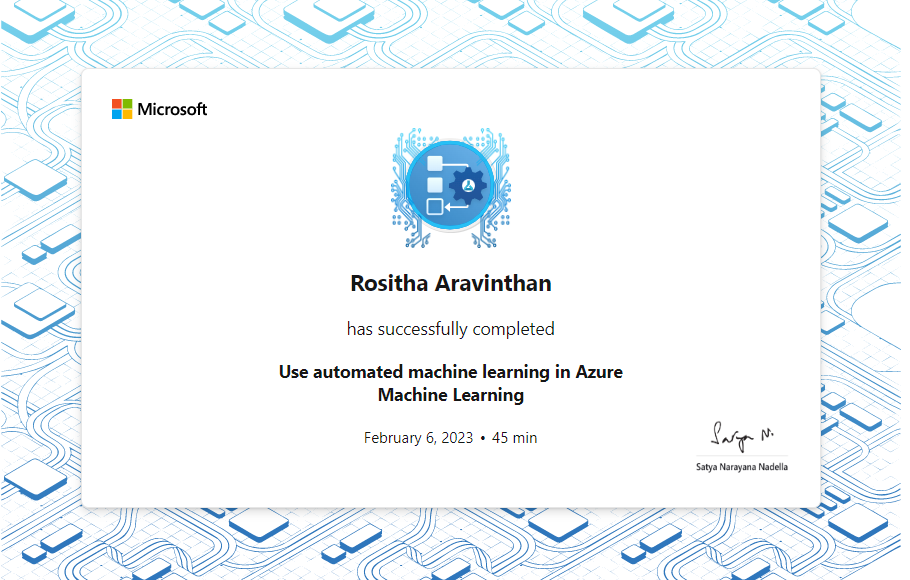 Microsoft
Rositha Aravinthan
has successfully completed
Use automated machine learning in Azure
Machine Learning
February 6, 2023 • 45 min
Satya N.
Satya Narayana Nadella